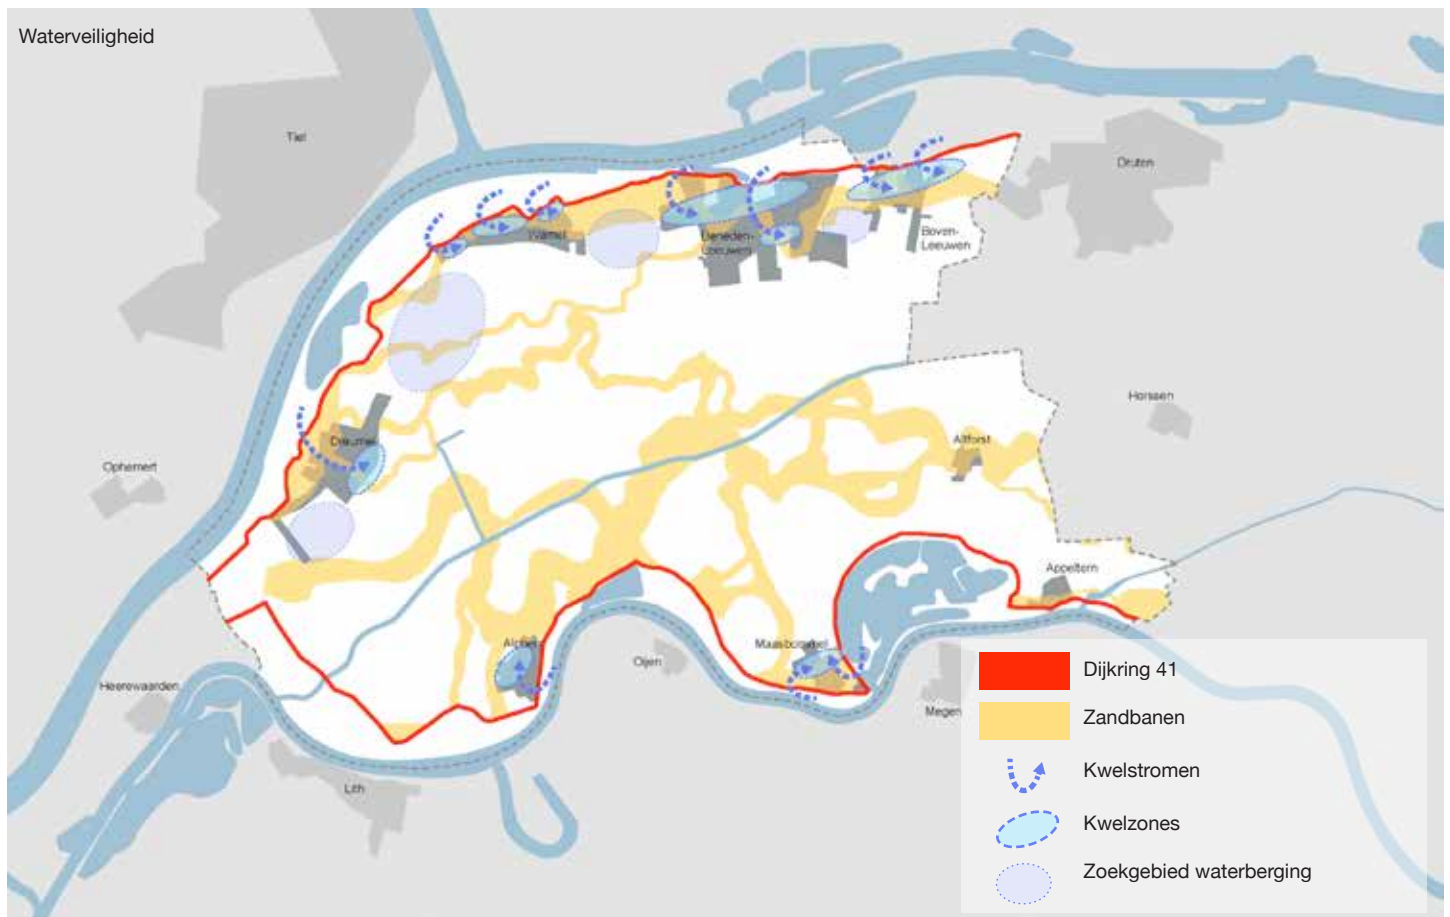 Waterveiligheid
Tiel
Druten
Wamel
Beneden-
Leeuwen
Boven-
Leeuwen
Horssen
Dreumel
Altforst
Ophemert
Appeltern
Alphen
Maasbommel
Oijen
Heerewaarden
Megen
Lith
Dijkring 41
Zandbanen
Kwelstromen
Kwelzones
Zoekgebied waterberging